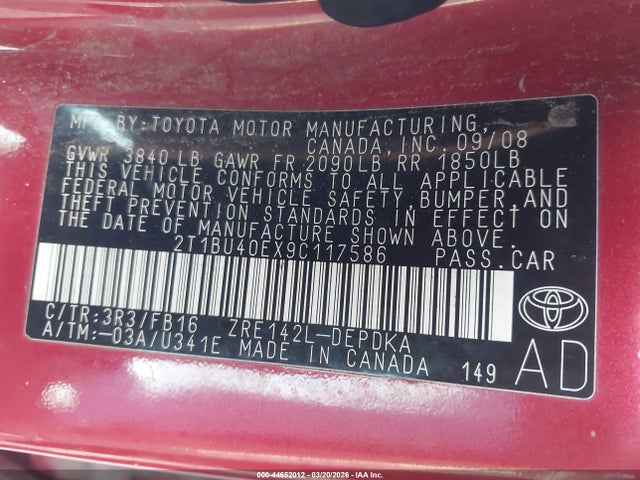 MFD. BY: TOYOTA MOTOR MANUFACTURING,
CANADA, INC. 09/08
GVWR 3840 LB GAWR FR 2090LB RR 1850LB
THIS VEHICLE CONFORMS TO ALL APPLICABLE
FEDERAL MOTOR VEHICLE SAFETY, BUMPER, AND
THEFT PREVENTION STANDARDS IN EFFECT ON
THE DATE OF MANUFACTURE SHOWN ABOVE.
2T1BU40EX9C117586 PASS.CAR
C/TR:3R3/FB16 ZRE142L-DEPDKA
A/TM:-03A/U341E MADE IN CANADA 149
TOYOTA
AD
000-44652012 - 03/20/2026 - IAA Inc.